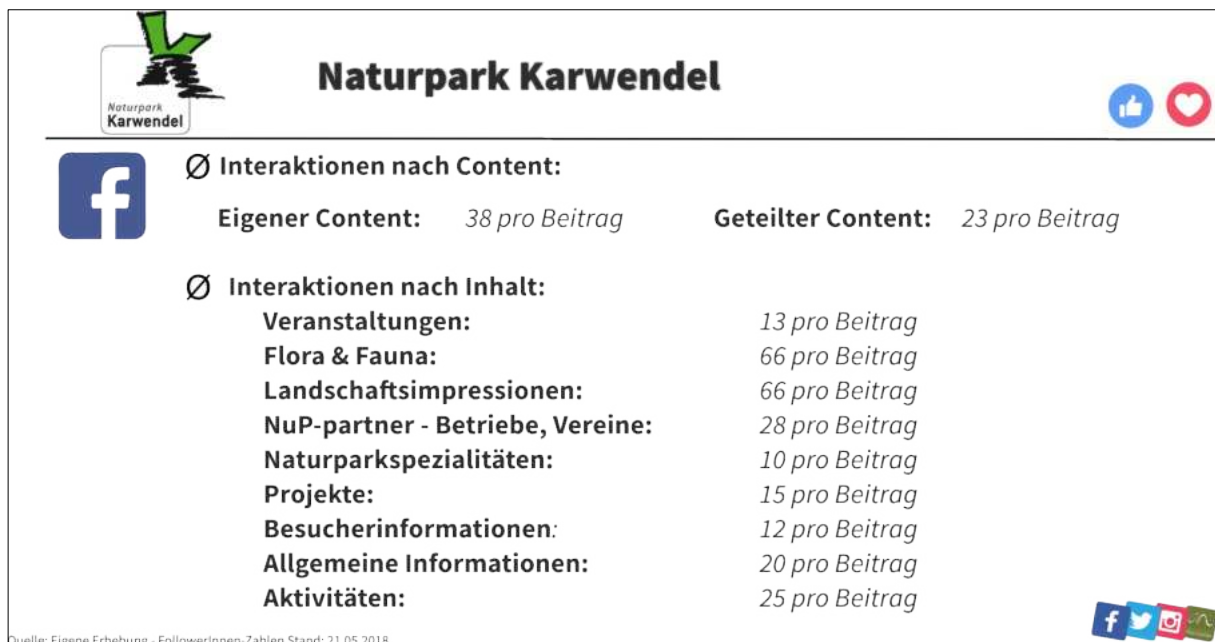 Naturpark
Karwendel
Naturpark Karwendel
Ø Interaktionen nach Content:
Eigener Content: 38 pro Beitrag Geteilter Content: 23 pro Beitrag
Ø Interaktionen nach Inhalt:
Veranstaltungen: 13 pro Beitrag
Flora & Fauna: 66 pro Beitrag
Landschaftsimpressionen: 66 pro Beitrag
NuP-partner - Betriebe, Vereine: 28 pro Beitrag
Naturparkspezialitäten: 10 pro Beitrag
Projekte: 15 pro Beitrag
Besucherinformationen: 12 pro Beitrag
Allgemeine Informationen: 20 pro Beitrag
Aktivitäten: 25 pro Beitrag
Quelle: Eigene Erhebung - FollowerInnen-Zahlen Stand: 21.05.2018